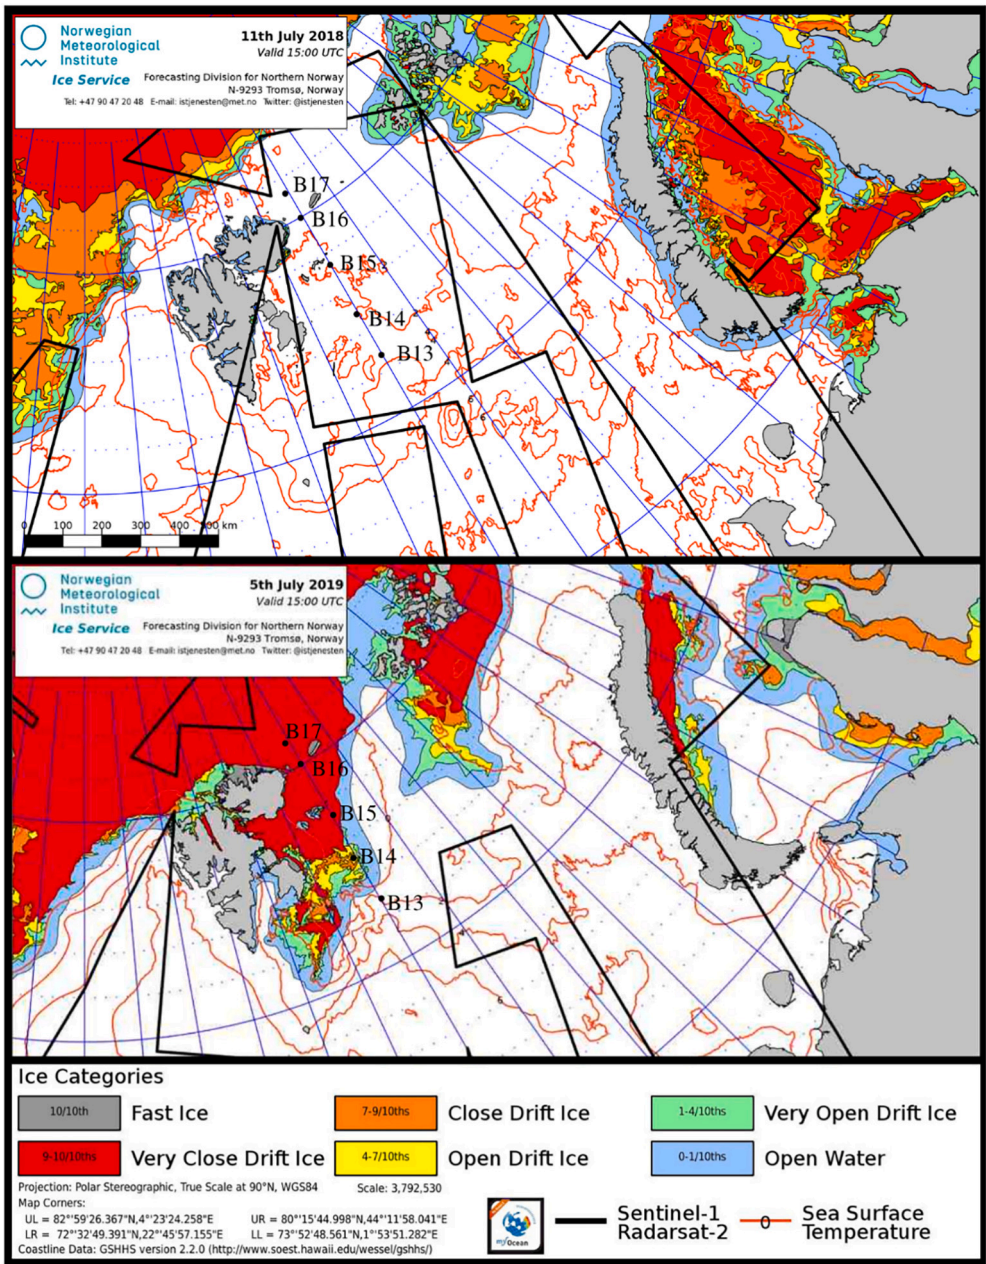 Norwegian
Meteorological
Institute
Ice Service
11th July 2018
Valid 15:00 UTC
Forecasting Division for Northern Norway
N-9293 Tromsø, Norway
Tel: +47 90 47 20 48 E-mail: istjenesten@met.no Twitter: @istjenesten
B17
B16
B15
B14
B13
4
6
6
0 100 200 300 400 500 km
Norwegian
Meteorological
Institute
Ice Service
5th July 2019
Valid 15:00 UTC
Forecasting Division for Northern Norway
N-9293 Tromsø, Norway
Tel: +47 90 47 20 48 E-mail: istjenesten@met.no Twitter: @istjenesten
B17
B16
B15
B14
B13
2
4
6
Ice Categories
10/10th Fast Ice
7-9/10ths Close Drift Ice
1-4/10ths Very Open Drift Ice
9-10/10ths Very Close Drift Ice
4-7/10ths Open Drift Ice
0-1/10ths Open Water
Projection: Polar Stereographic, True Scale at 90°N, WGS84 Scale: 3,792,530
Map Corners:
UL = 82°59'26.367"N,4°23'24.258"E UR = 80°15'44.998"N,44°11'58.041"E
LR = 72°32'49.391"N,22°45'57.155"E LL = 73°52'48.561"N,1°53'51.282"E
Coastline Data: GSHHS version 2.2.0 (http://www.soest.hawaii.edu/wessel/gshhs/)
myOcean
Sentinel-1
Radarsat-2
0
Sea Surface
Temperature